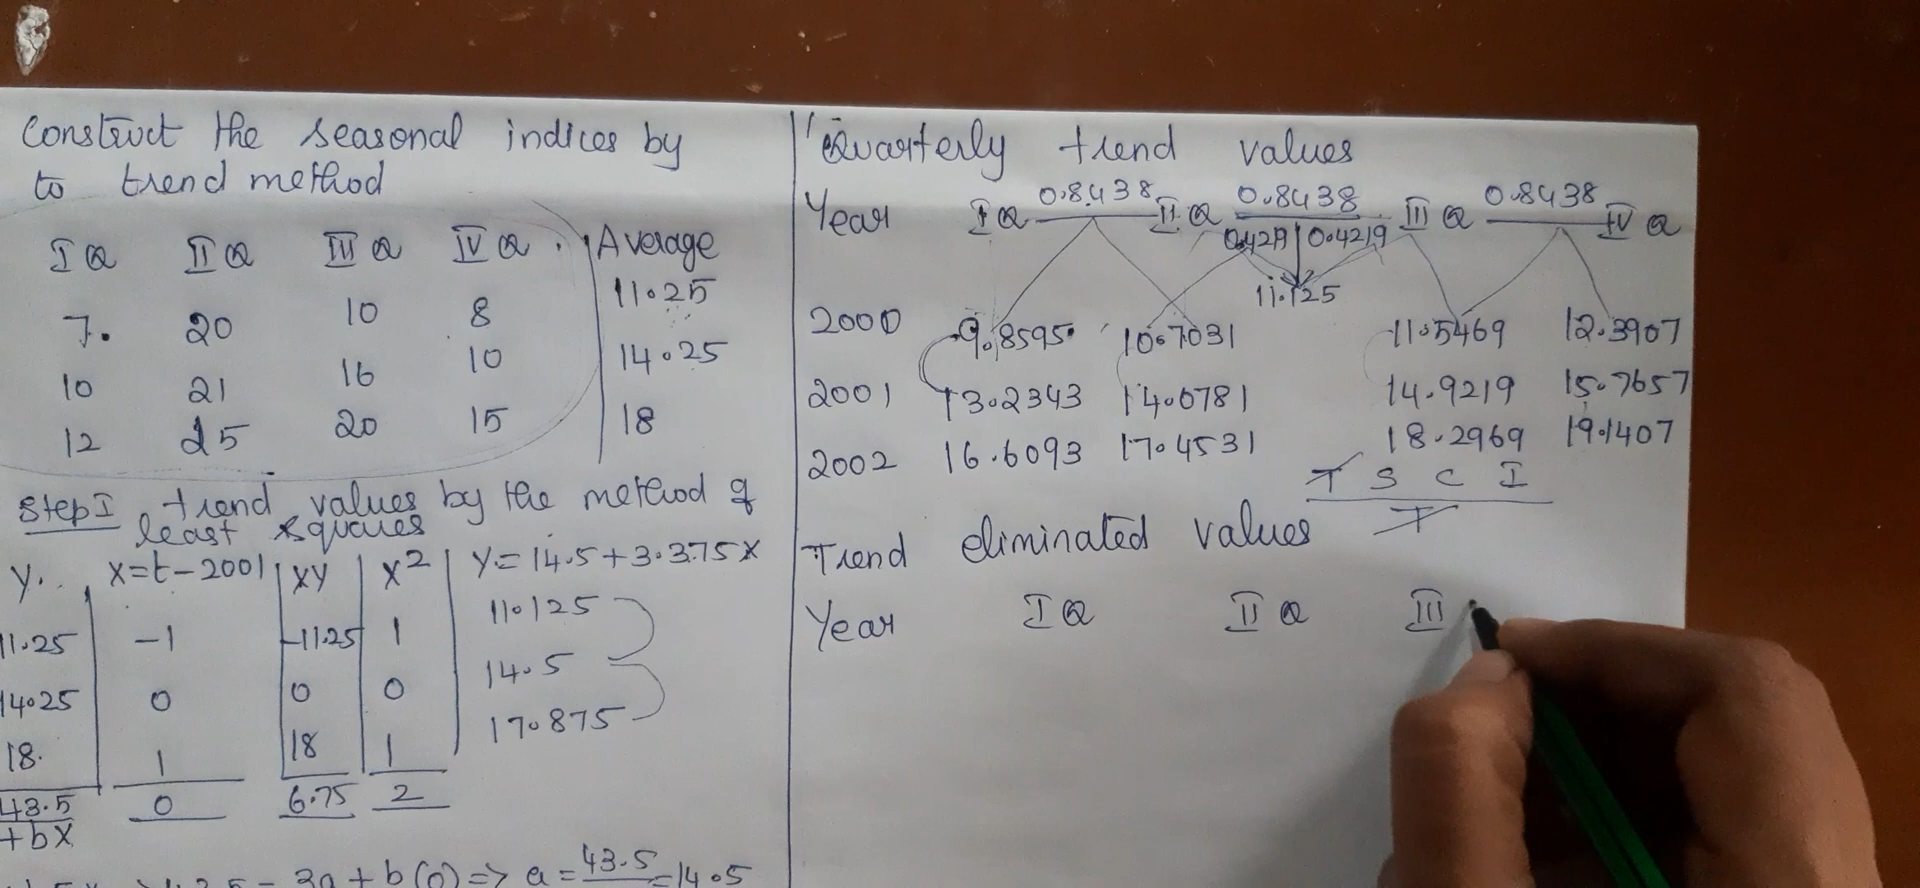 Construct the seasonal indices by
to trend method
I Q II Q III Q IV Q . Average
7. 20 10 8 11.25
10 21 16 10 14.25
12 25 20 15 18
Step I trend values by the method of
least squares
Y. X=t-2001 XY X2 Y=14.5+3.375X
11.25 -1 -11.25 1 11.125
14.25 0 0 0 14.5
18. 1 18 1 17.875
43.5 0 6.75 2
+bX
3a+b(0)=> a=43.5 =14.5
Quarterly trend values
Year I Q 0.8438 II Q 0.8438 III Q 0.8438 IV Q
0.4219 0.4219
11.125
2000 9.8595 10.7031 11.5469 12.3907
2001 13.2343 14.0781 14.9219 15.7657
2002 16.6093 17.4531 18.2969 19.1407
T S C I
T
Trend eliminated values
Year I Q II Q III